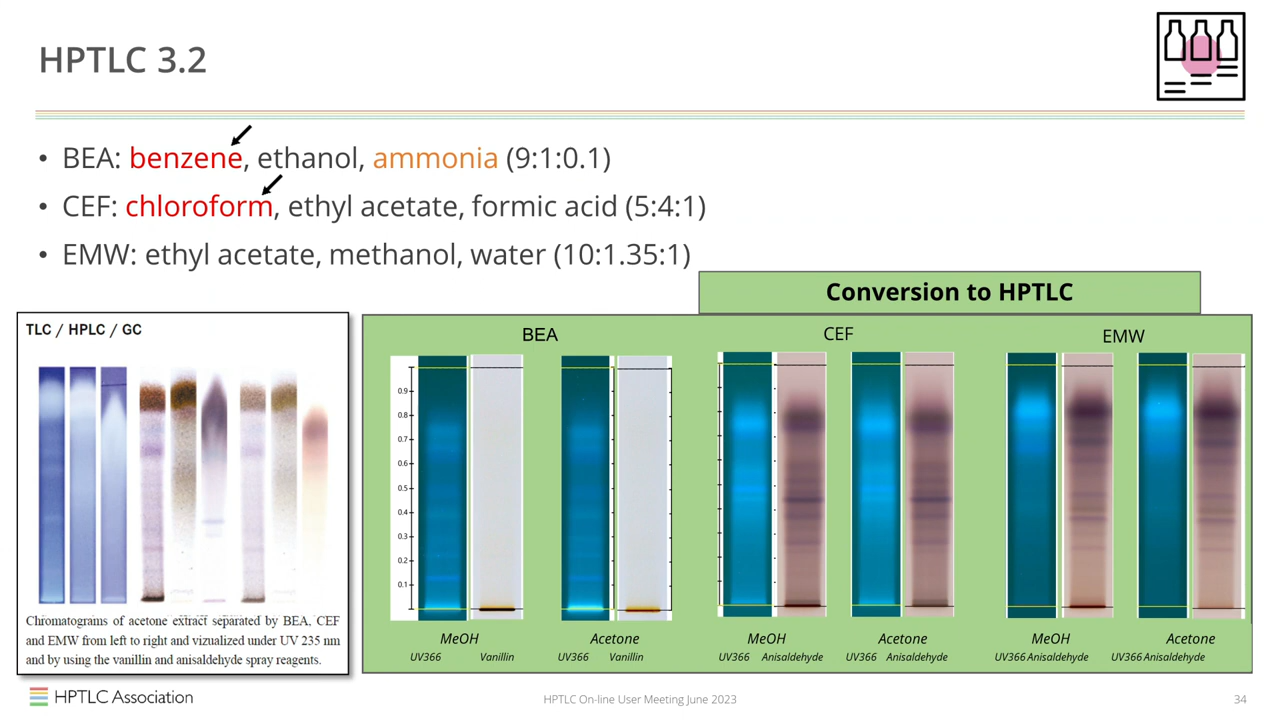 HPTLC 3.2
• BEA: benzene, ethanol, ammonia (9:1:0.1)
• CEF: chloroform, ethyl acetate, formic acid (5:4:1)
• EMW: ethyl acetate, methanol, water (10:1.35:1)
Conversion to HPTLC
TLC / HPLC / GC
Chromatograms of acetone extract separated by BEA, CEF
and EMW from left to right and vizualized under UV 235 nm
and by using the vanillin and anisaldehyde spray reagents.
BEA CEF EMW
0.9
0.8
0.7
0.6
0.5
0.4
0.3
0.2
0.1
MeOH Acetone MeOH Acetone MeOH Acetone
UV366 Vanillin UV366 Vanillin UV366 Anisaldehyde UV366 Anisaldehyde UV366 Anisaldehyde UV366 Anisaldehyde
HPTLC Association
HPTLC On-line User Meeting June 2023
34